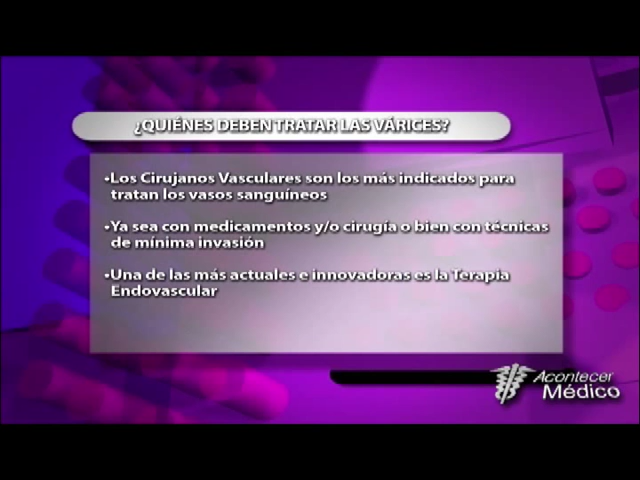 ¿QUIÉNES DEBEN TRATAR LAS VÁRICES?
•Los Cirujanos Vasculares son los más indicados para
tratan los vasos sanguíneos
•Ya sea con medicamentos y/o cirugía o bien con técnicas
de mínima invasión
•Una de las más actuales e innovadoras es la Terapia
Endovascular
Acontecer
Médico